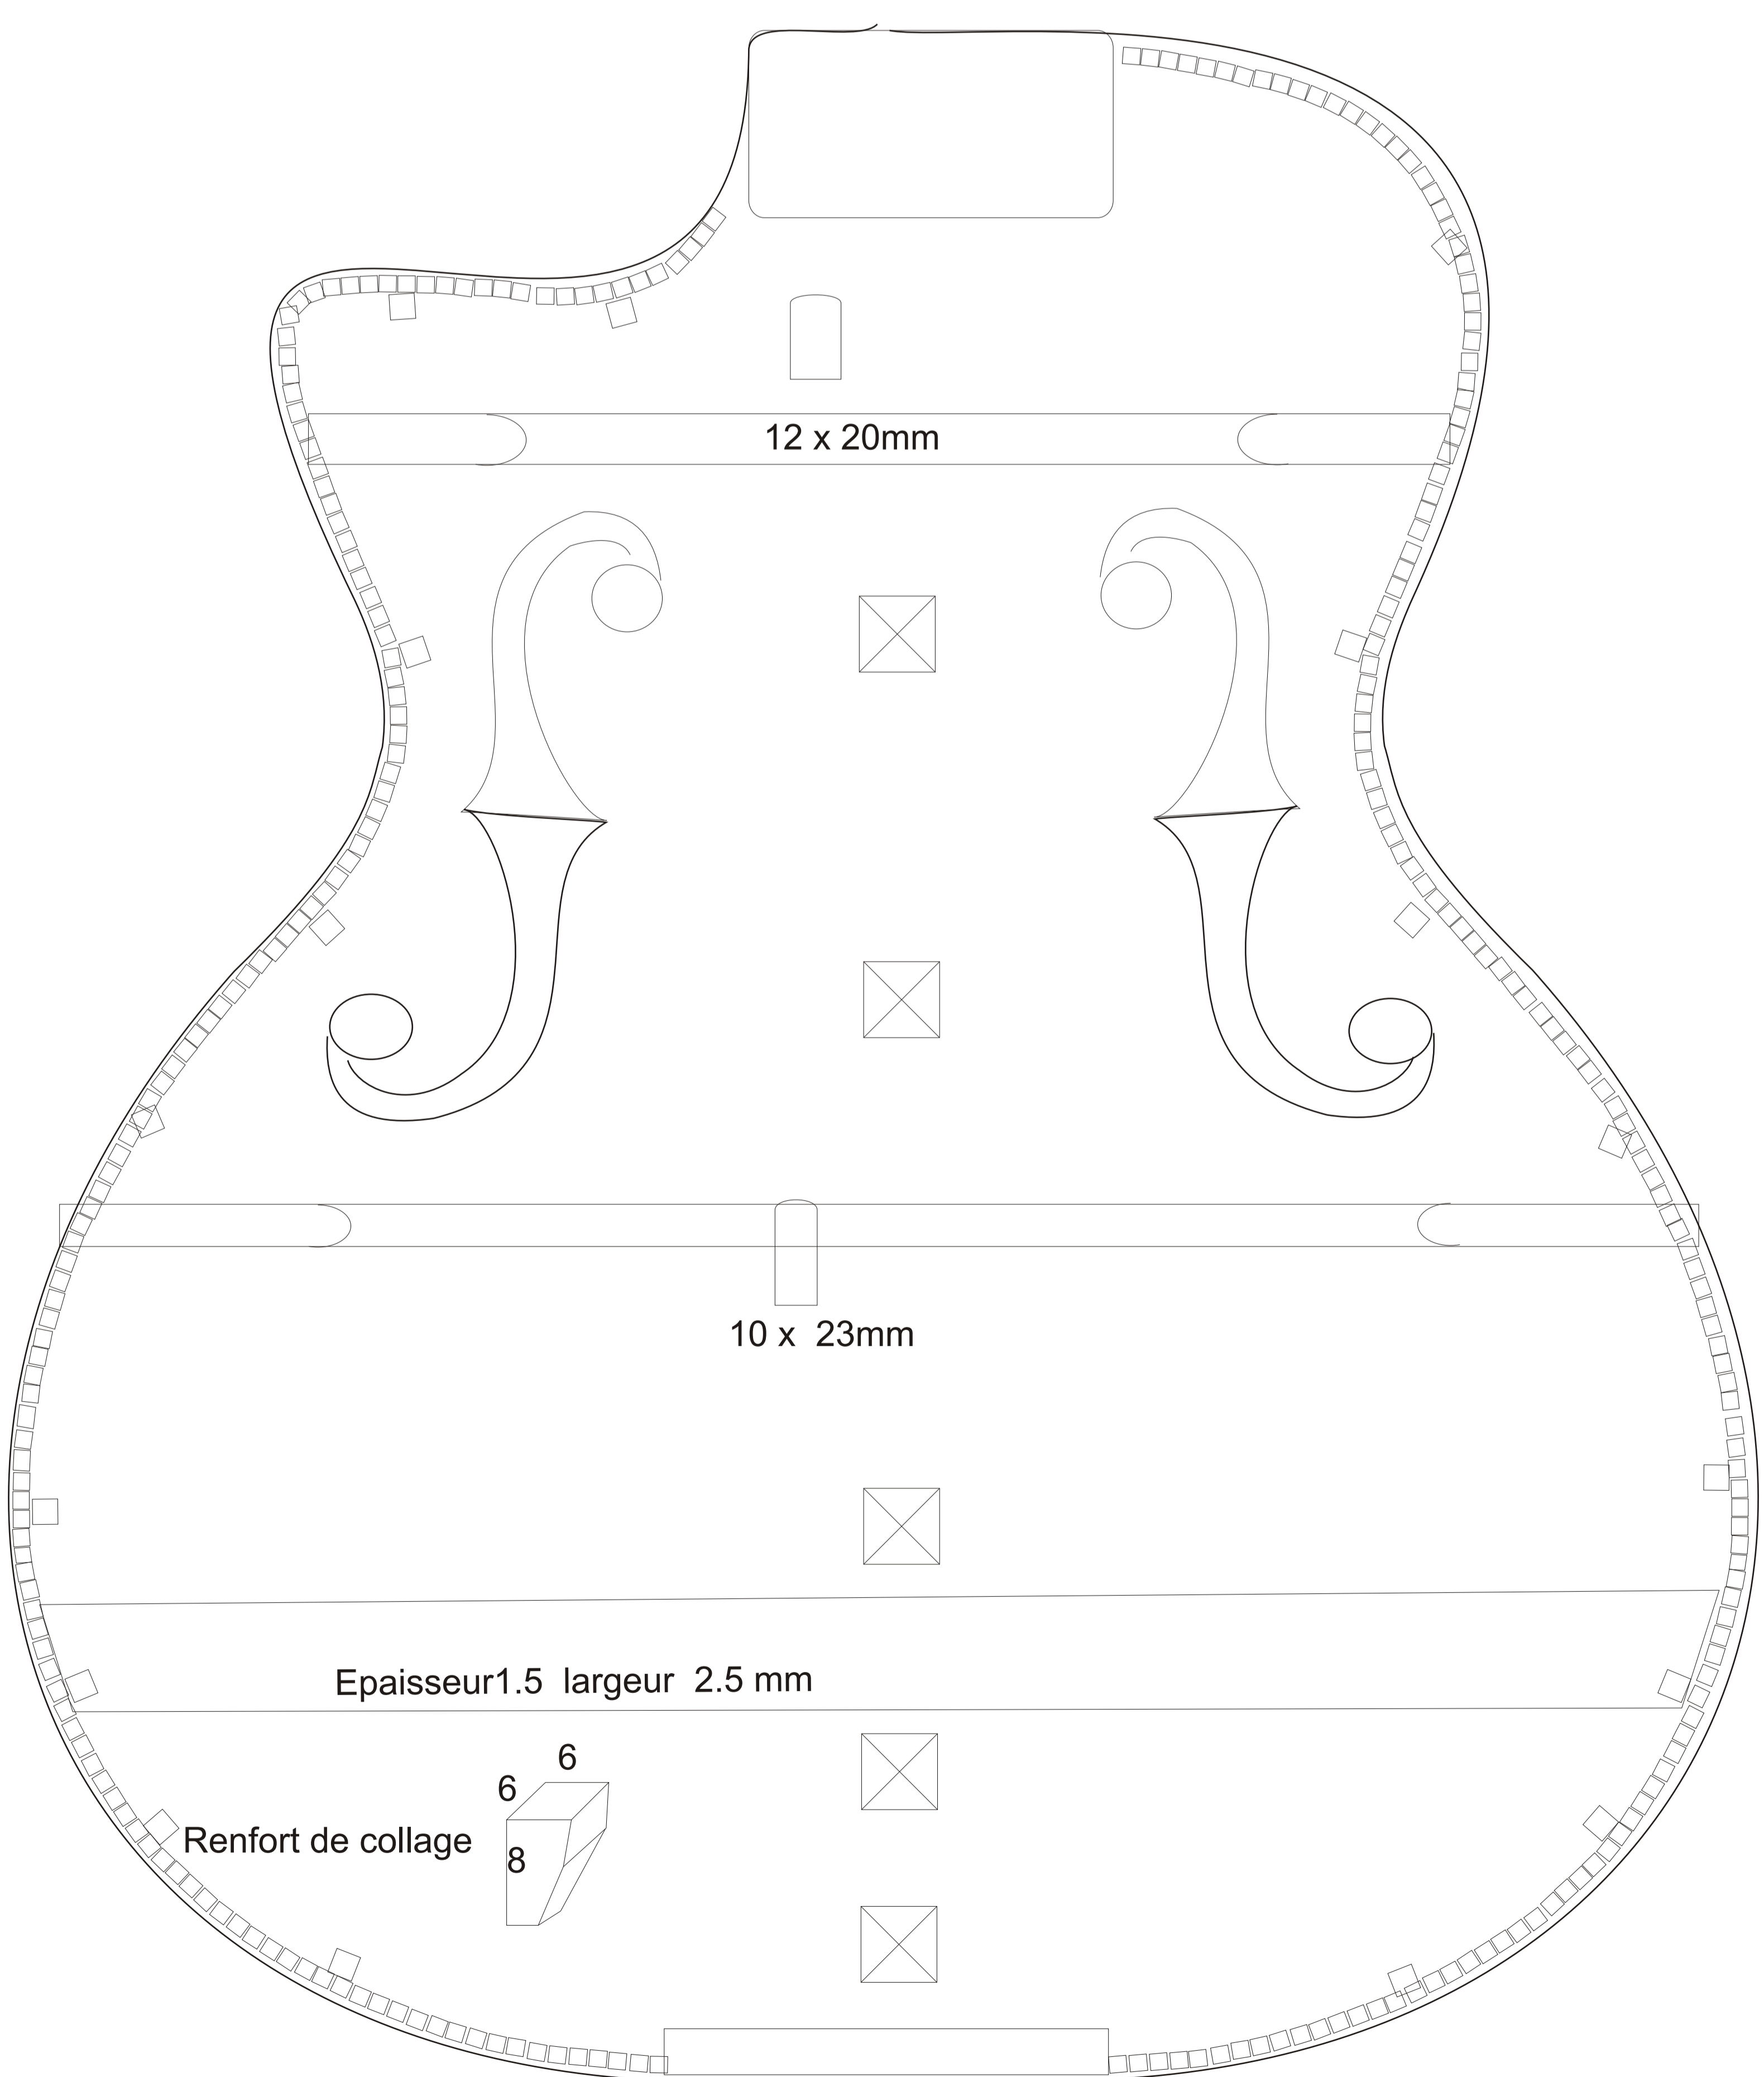 12 x 20mm
10 x  23mm
Epaisseur1.5  largeur  2.5 mm
6
6
Renfort de collage
8